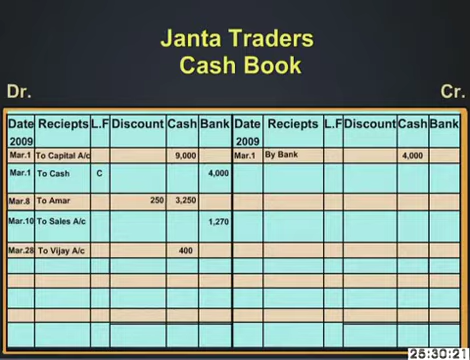 Janta Traders
Cash Book
Dr. Cr.
Date Reciepts L.F Discount Cash Bank Date Reciepts L.F Discount Cash Bank
2009 2009
Mar.1 To Capital A/c 9,000 Mar.1 By Bank 4,000
Mar.1 To Cash C 4,000
Mar.8 To Amar 250 3,250
Mar.10 To Sales A/c 1,270
Mar.28 To Vijay A/c 400
25:30:21